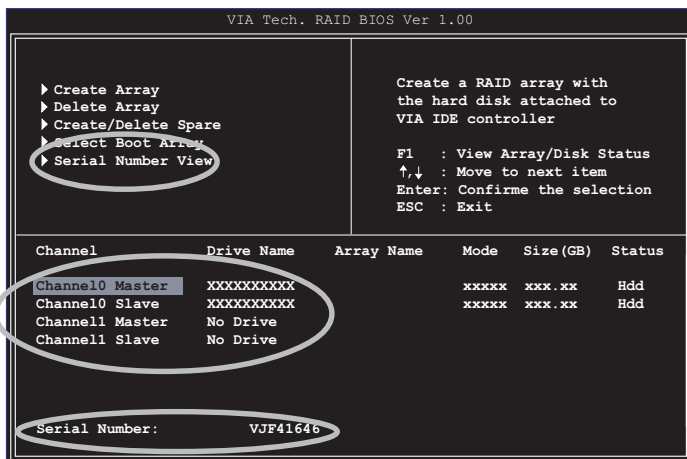 VIA Tech. RAID BIOS Ver 1.00
Create Array
Delete Array
Create/Delete Spare
Select Boot Array
Serial Number View
Create a RAID array with
the hard disk attached to
VIA IDE controller
F1 : View Array/Disk Status
↑,↓ : Move to next item
Enter: Confirme the selection
ESC : Exit
Channel Drive Name Array Name Mode Size(GB) Status
Channel0 Master XXXXXXXXXX xxxxx xxx.xx Hdd
Channel0 Slave XXXXXXXXXX xxxxx xxx.xx Hdd
Channel1 Master No Drive
Channel1 Slave No Drive
Serial Number: VJF41646